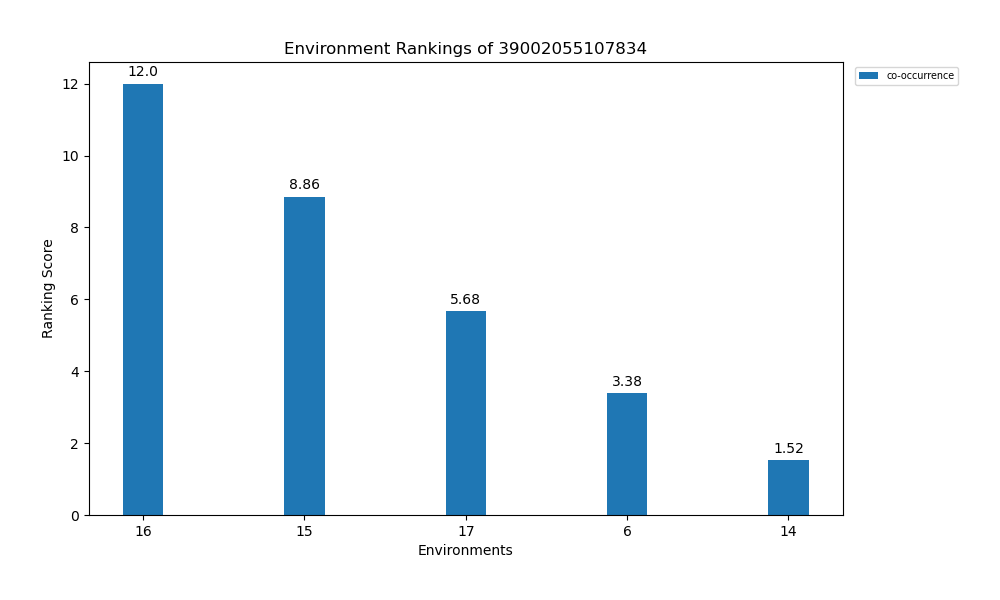 Environment Rankings of 39002055107834
co-occurrence
12.0
8.86
5.68
3.38
1.52
12
10
8
6
4
2
0
Ranking Score
16 15 17 6 14
Environments